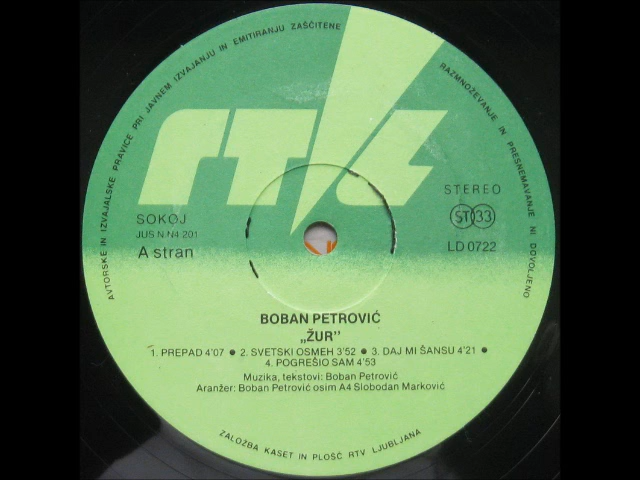 AVTORSKE IN IZVAJALSKE PRAVICE PRI JAVNEM IZVAJANJU IN EMITIRANJU ZAŠČITENE
RAZMNOŽEVANJE IN PRESNEMAVANJE NI DOVOLJENO
rtl
SOKOJ
JUS N.N4 201
A stran
STEREO
ST 33
LD 0722
BOBAN PETROVIĆ
„ŽUR”
1. PREPAD 4'07 ● 2. SVETSKI OSMEH 3'52 ● 3. DAJ MI ŠANSU 4'21 ●
4. POGREŠIO SAM 4'53
Muzika, tekstovi: Boban Petrović
Aranžer: Boban Petrović osim A4 Slobodan Marković
ZALOŽBA KASET IN PLOŠČ RTV LJUBLJANA